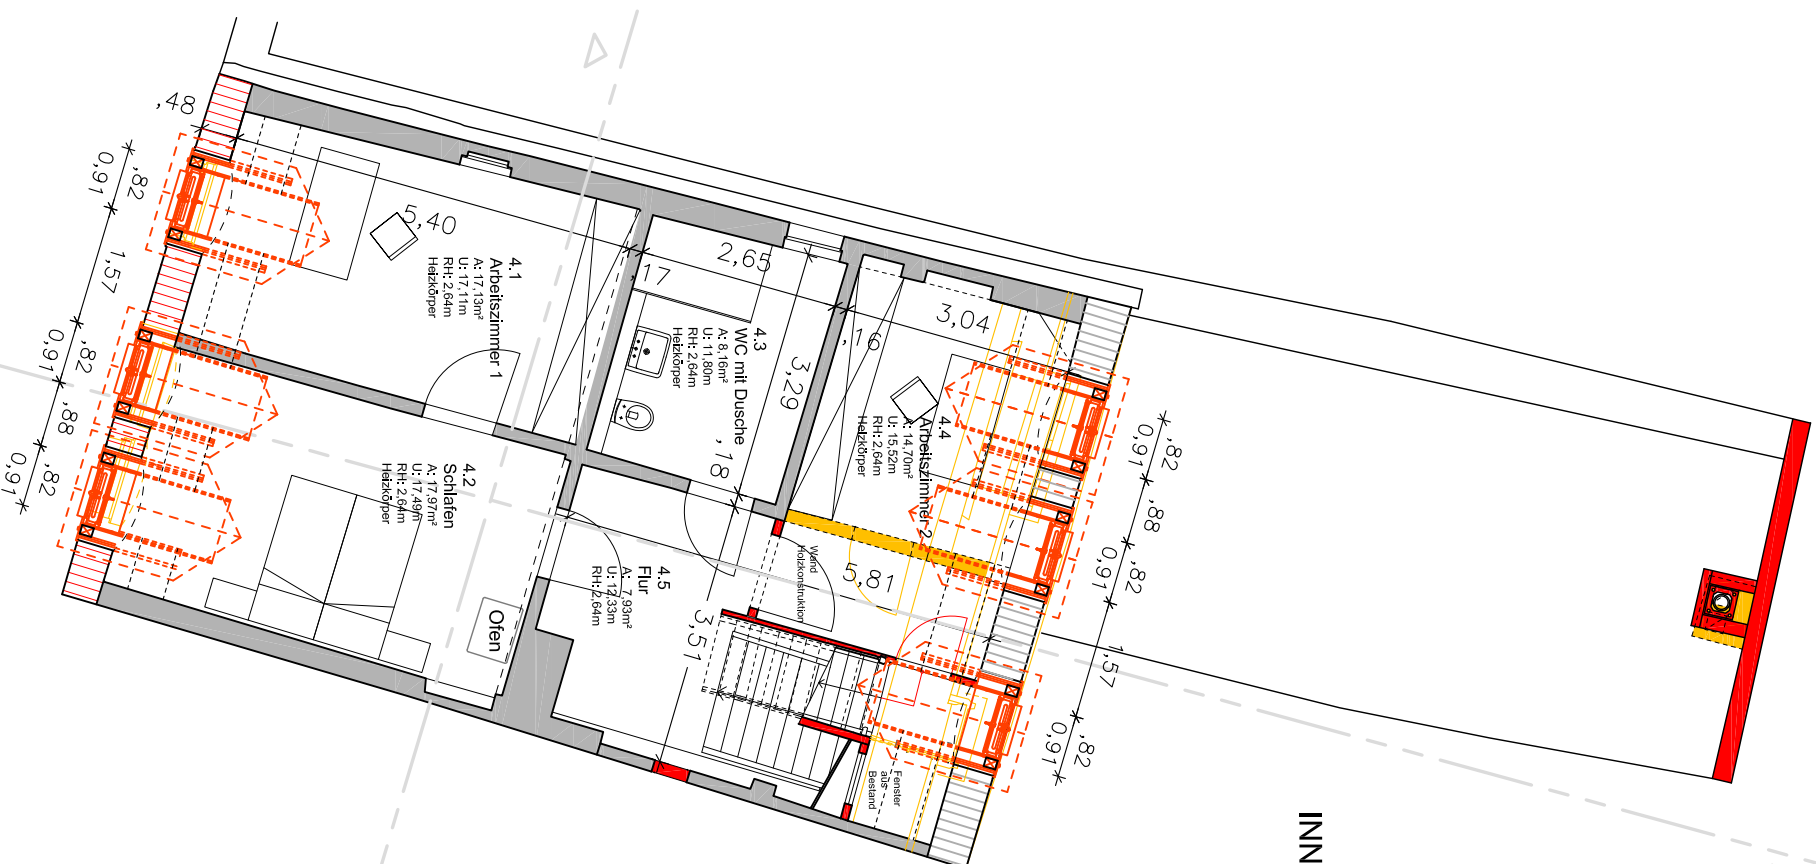 4.1
Arbeitszimmer 1
A: 17,13m²
U: 17,11m
RH: 2,64m
Heizkörper
4.2
Schlafen
A: 17,97m²
U: 17,49m
RH: 2,64m
Heizkörper
4.3
WC mit Dusche
A: 8,16m²
U: 11,80m
RH: 2,64m
Heizkörper
4.4
Arbeitszimmer 2
A: 14,70m²
U: 15,52m
RH: 2,64m
Heizkörper
4.5
Flur
A: 7,93m²
U: 12,33m
RH: 2,64m
Ofen
Wand
Holzkonstruktion
Fenster
aus
Bestand
INN
,48
5,40
,17
2,65
3,29
,16
3,04
,18
5,81
3,51
,82
0,91
1,57
,82
0,91
,88
,82
0,91
,82
0,91
,88
,82
0,91
1,57
,82
0,91